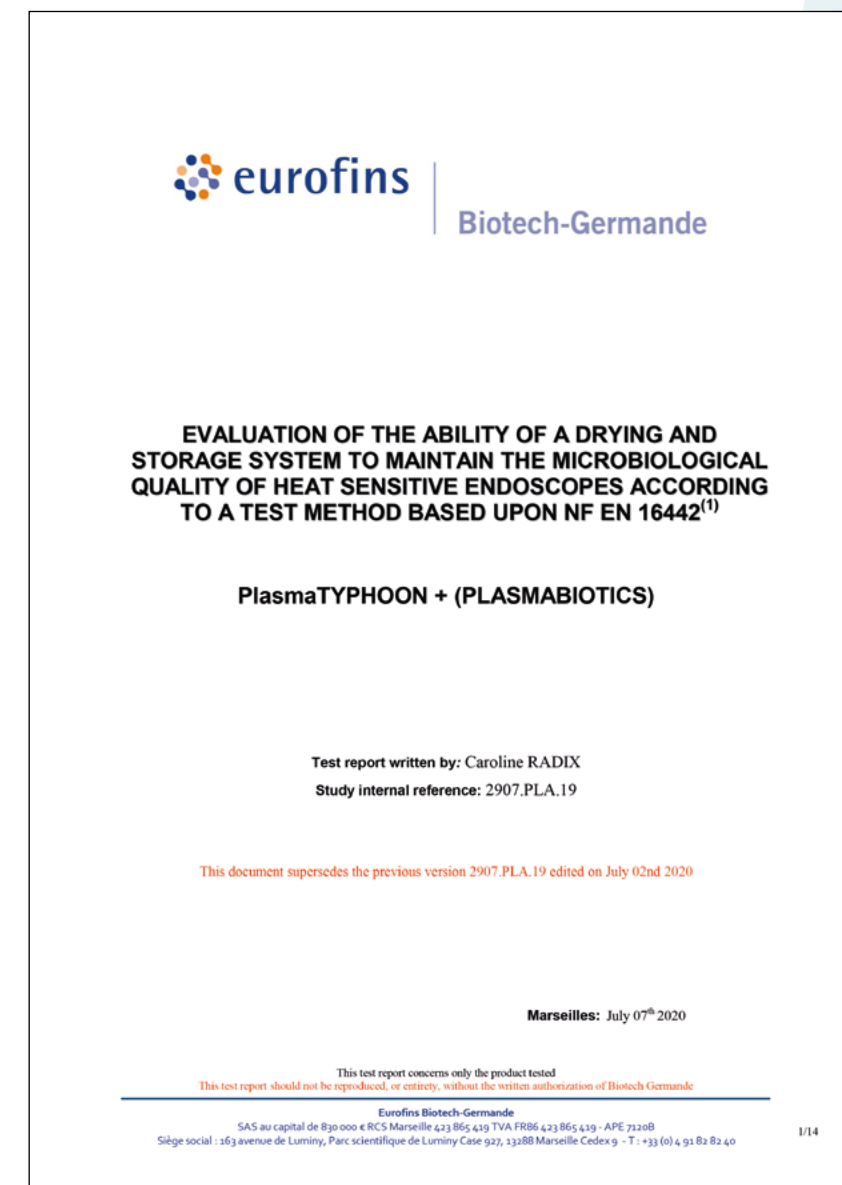 eurofins
Biotech-Germande
EVALUATION OF THE ABILITY OF A DRYING AND
STORAGE SYSTEM TO MAINTAIN THE MICROBIOLOGICAL
QUALITY OF HEAT SENSITIVE ENDOSCOPES ACCORDING
TO A TEST METHOD BASED UPON NF EN 16442(1)
PlasmaTYPHOON + (PLASMABIOTICS)
Test report written by: Caroline RADIX
Study internal reference: 2907.PLA.19
This document supersedes the previous version 2907.PLA.19 edited on July 02nd 2020
Marseilles: July 07th 2020
This test report concerns only the product tested
This test report should not be reproduced, or entirety, without the written authorization of Biotech Germande
Eurofins Biotech-Germande
SAS au capital de 830 000 € RCS Marseille 423 865 419 TVA FR86 423 865 419 - APE 7120B
Siège social : 163 avenue de Luminy, Parc scientifique de Luminy Case 927, 13288 Marseille Cedex 9 - T : +33 (0) 4 91 82 82 40
1/14